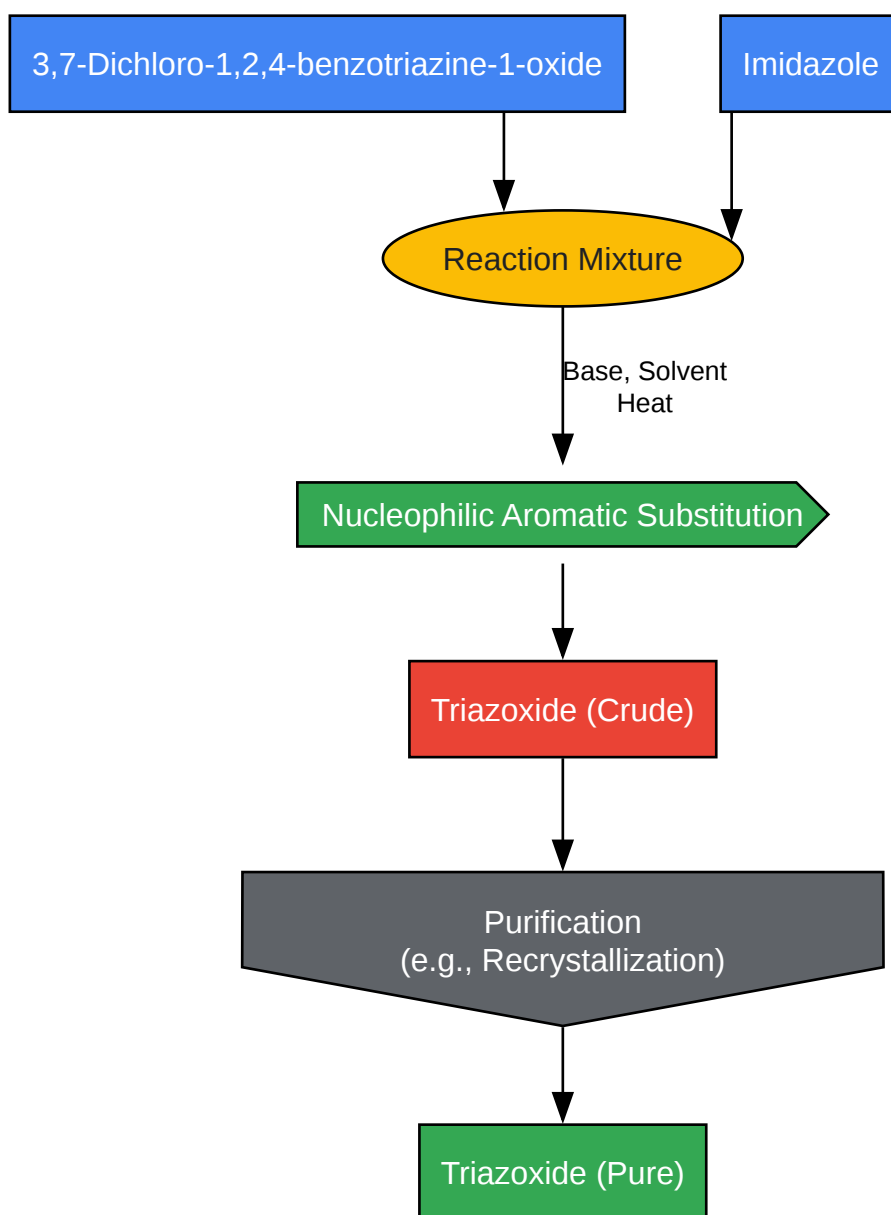 3,7-Dichloro-1,2,4-benzotriazine-1-oxide
Imidazole
Reaction Mixture
Base, Solvent
Heat
Nucleophilic Aromatic Substitution
Triazoxide (Crude)
Purification
(e.g., Recrystallization)
Triazoxide (Pure)